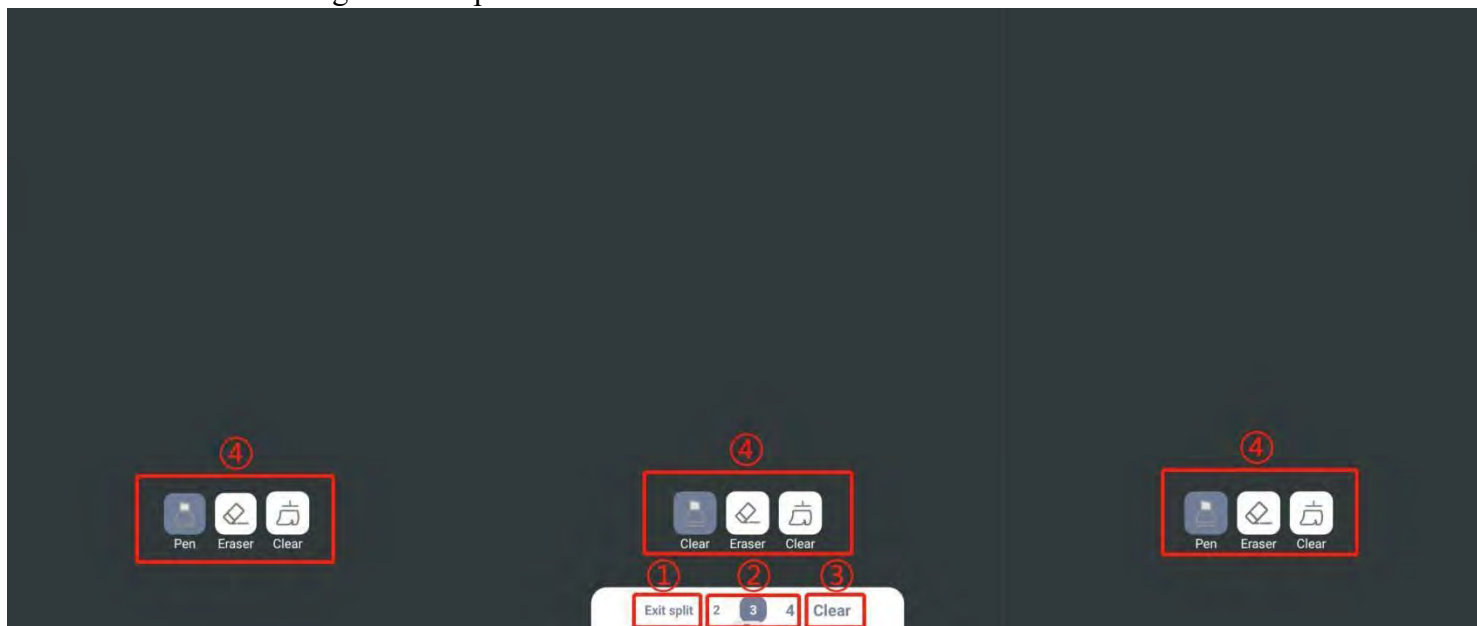 ④ ④ ④
Pen Eraser Clear
Clear Eraser Clear
Pen Eraser Clear
① ② ③
Exit split 2 3 4 Clear